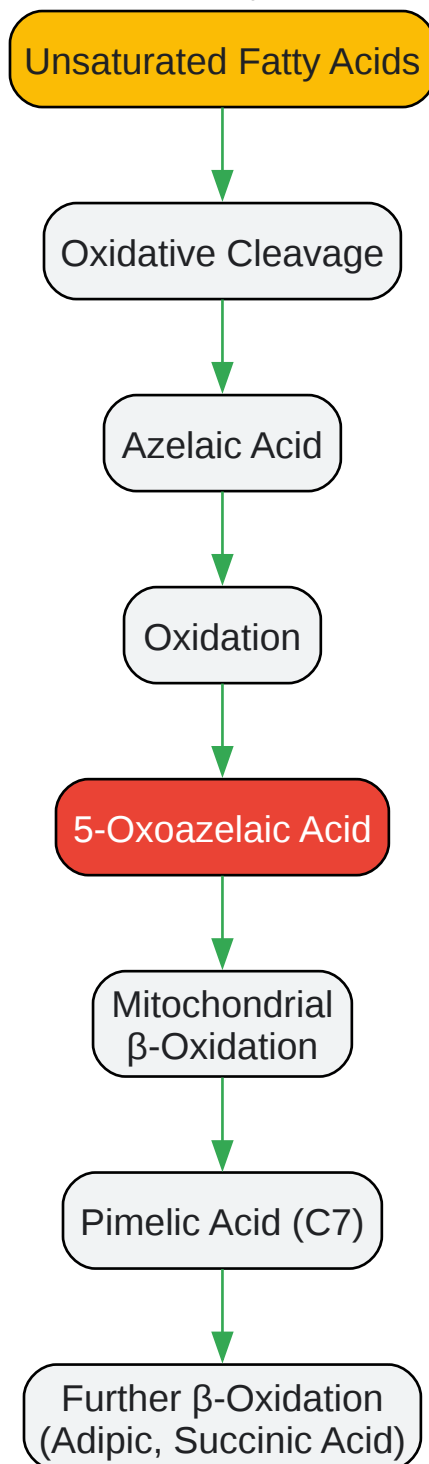 Unsaturated Fatty Acids
Oxidative Cleavage
Azelaic Acid
Oxidation
5-Oxoazelaic Acid
Mitochondrial
β-Oxidation
Pimelic Acid (C7)
Further β-Oxidation
(Adipic, Succinic Acid)